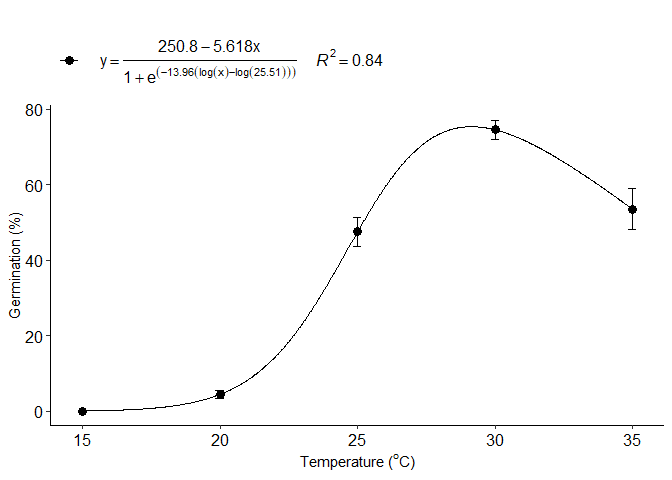 y = 250.8 − 5.618x / 1 + e^(−13.96(log(x)−log(25.51))) R² = 0.84
80
60
40
20
0
Germination (%)
15 20 25 30 35
Temperature (°C)